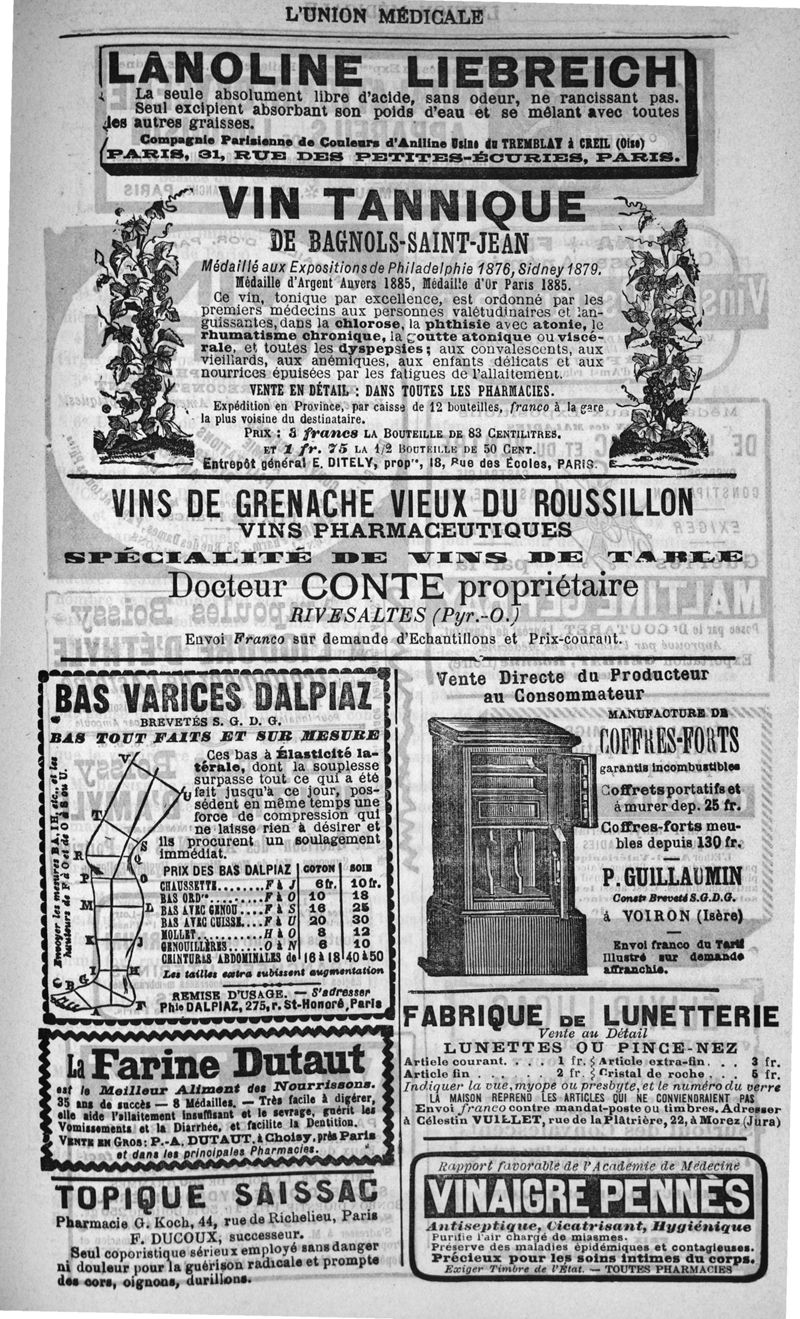 L'UNION MÉDICALE
LANOLINE LIEBREICH
La seule absolument libre d'acide, sans odeur, ne rancissant pas.
Seul excipient absorbant son poids d'eau et se mêlant avec toutes
les autres graisses.
Compagnie Parisienne de Couleurs d'Aniline Usine du TREMBLAY à CREIL (Oise)
PARIS, 31, RUE DES PETITES-ÉCURIES, PARIS.
VIN TANNIQUE
DE BAGNOLS-SAINT-JEAN
Médaillé aux Expositions de Philadelphie 1876, Sidney 1879.
Médaille d'Argent Anvers 1885, Médaille d'Or Paris 1885.
Ce vin, tonique par excellence, est ordonné par les
premiers médecins aux personnes valétudinaires et lan-
guissantes, dans la chlorose, la phthisie avec atonie, le
rhumatisme chronique, la goutte atonique ou viscé-
rale, et toutes les dyspepsies; aux convalescents, aux
vieillards, aux anémiques, aux enfants délicats et aux
nourrices épuisées par les fatigues de l'allaitement.
VENTE EN DÉTAIL : DANS TOUTES LES PHARMACIES.
Expédition en Province, par caisse de 12 bouteilles, franco à la gare
la plus voisine du destinataire.
PRIX : 3 francs LA BOUTEILLE DE 83 CENTILITRES.
ET 1 fr. 75 LA 1/2 BOUTEILLE DE 50 CENT.
Entrepôt général E. DITELY, propre, 18, Rue des Écoles, PARIS.
VINS DE GRENACHE VIEUX DU ROUSSILLON
VINS PHARMACEUTIQUES
SPÉCIALITÉ DE VINS DE TABLE
Docteur CONTE propriétaire
RIVESALTES (Pyr.-O.)
Envoi Franco sur demande d'Echantillons et Prix-courant.
BAS VARICES DALPIAZ
BREVETÉS S. G. D. G.
BAS TOUT FAITS ET SUR MESURE
Ces bas à Élasticité la-
térale, dont la souplesse
surpasse tout ce qui a été
fait jusqu'à ce jour, pos-
sédent en même temps une
force de compression qui
ne laisse rien à désirer et
ils procurent un soulagement
immédiat.
Envoyer les mesures BA, IH, etc., et les
hauteurs de F à O et de O à S ou U.
V
U
T
S
R
Q
P
O
M
L
K
J
I
H
G
C
B
A
F
PRIX DES BAS DALPIAZ COTON SOIE
CHAUSSETTE........F à J 6 fr. 10 fr.
BAS ORDre.........F à O 10 18
BAS AVEC GENOU....F à S 16 25
BAS AVEC CUISSE...F à U 20 30
MOLLET............H à O 8 12
GENOUILLÈRES......O à N 6 10
CEINTURES ABDOMINALES de 16 à 18 40 à 50
Les tailles extra subissent augmentation
REMISE D'USAGE. — S'adresser
Phie DALPIAZ, 275, r. St-Honoré, Paris
Vente Directe du Producteur
au Consommateur
MANUFACTURE DE
COFFRES-FORTS
garantis incombustibles
Coffrets portatifs et
à murer dep. 25 fr.
Coffres-forts meu-
bles depuis 130 fr.
P. GUILLAUMIN
Constr Breveté S.G.D.G.
à VOIRON (Isère)
Envoi franco du Tarif
Illustré sur demande
affranchie.
La Farine Dutaut
est le Meilleur Aliment des Nourrissons.
35 ans de succès — 8 Médailles. — Très facile à digérer,
elle aide l'allaitement insuffisant et le sevrage, guérit les
Vomissements et la Diarrhée, et facilite la Dentition.
VENTE EN GROS: P.-A. DUTAUT, à Choisy, près Paris
et dans les principales Pharmacies.
TOPIQUE SAISSAC
Pharmacie G. Koch, 44, rue de Richelieu, Paris
F. DUCOUX, successeur.
Seul coporistique sérieux employé sans danger
ni douleur pour la guérison radicale et prompte
des cors, oignons, durillons.
FABRIQUE DE LUNETTERIE
Vente au Détail
LUNETTES OU PINCE-NEZ
Article courant. . . . 1 fr. Article extra-fin. . . 3 fr.
Article fin . . . . . 2 fr. Cristal de roche . . . 5 fr.
Indiquer la vue, myope ou presbyte, et le numéro du verre
LA MAISON REPREND LES ARTICLES QUI NE CONVIENDRAIENT PAS
Envoi franco contre mandat-poste ou timbres. Adresser
à Célestin VUILLET, rue de la Plâtrière, 22, à Morez (Jura)
Rapport favorable de l'Académie de Médecine
VINAIGRE PENNÈS
Antiseptique, Cicatrisant, Hygiénique
Purifie l'air chargé de miasmes.
Préserve des maladies épidémiques et contagieuses.
Précieux pour les soins intimes du corps.
Exiger Timbre de l'État. — TOUTES PHARMACIES